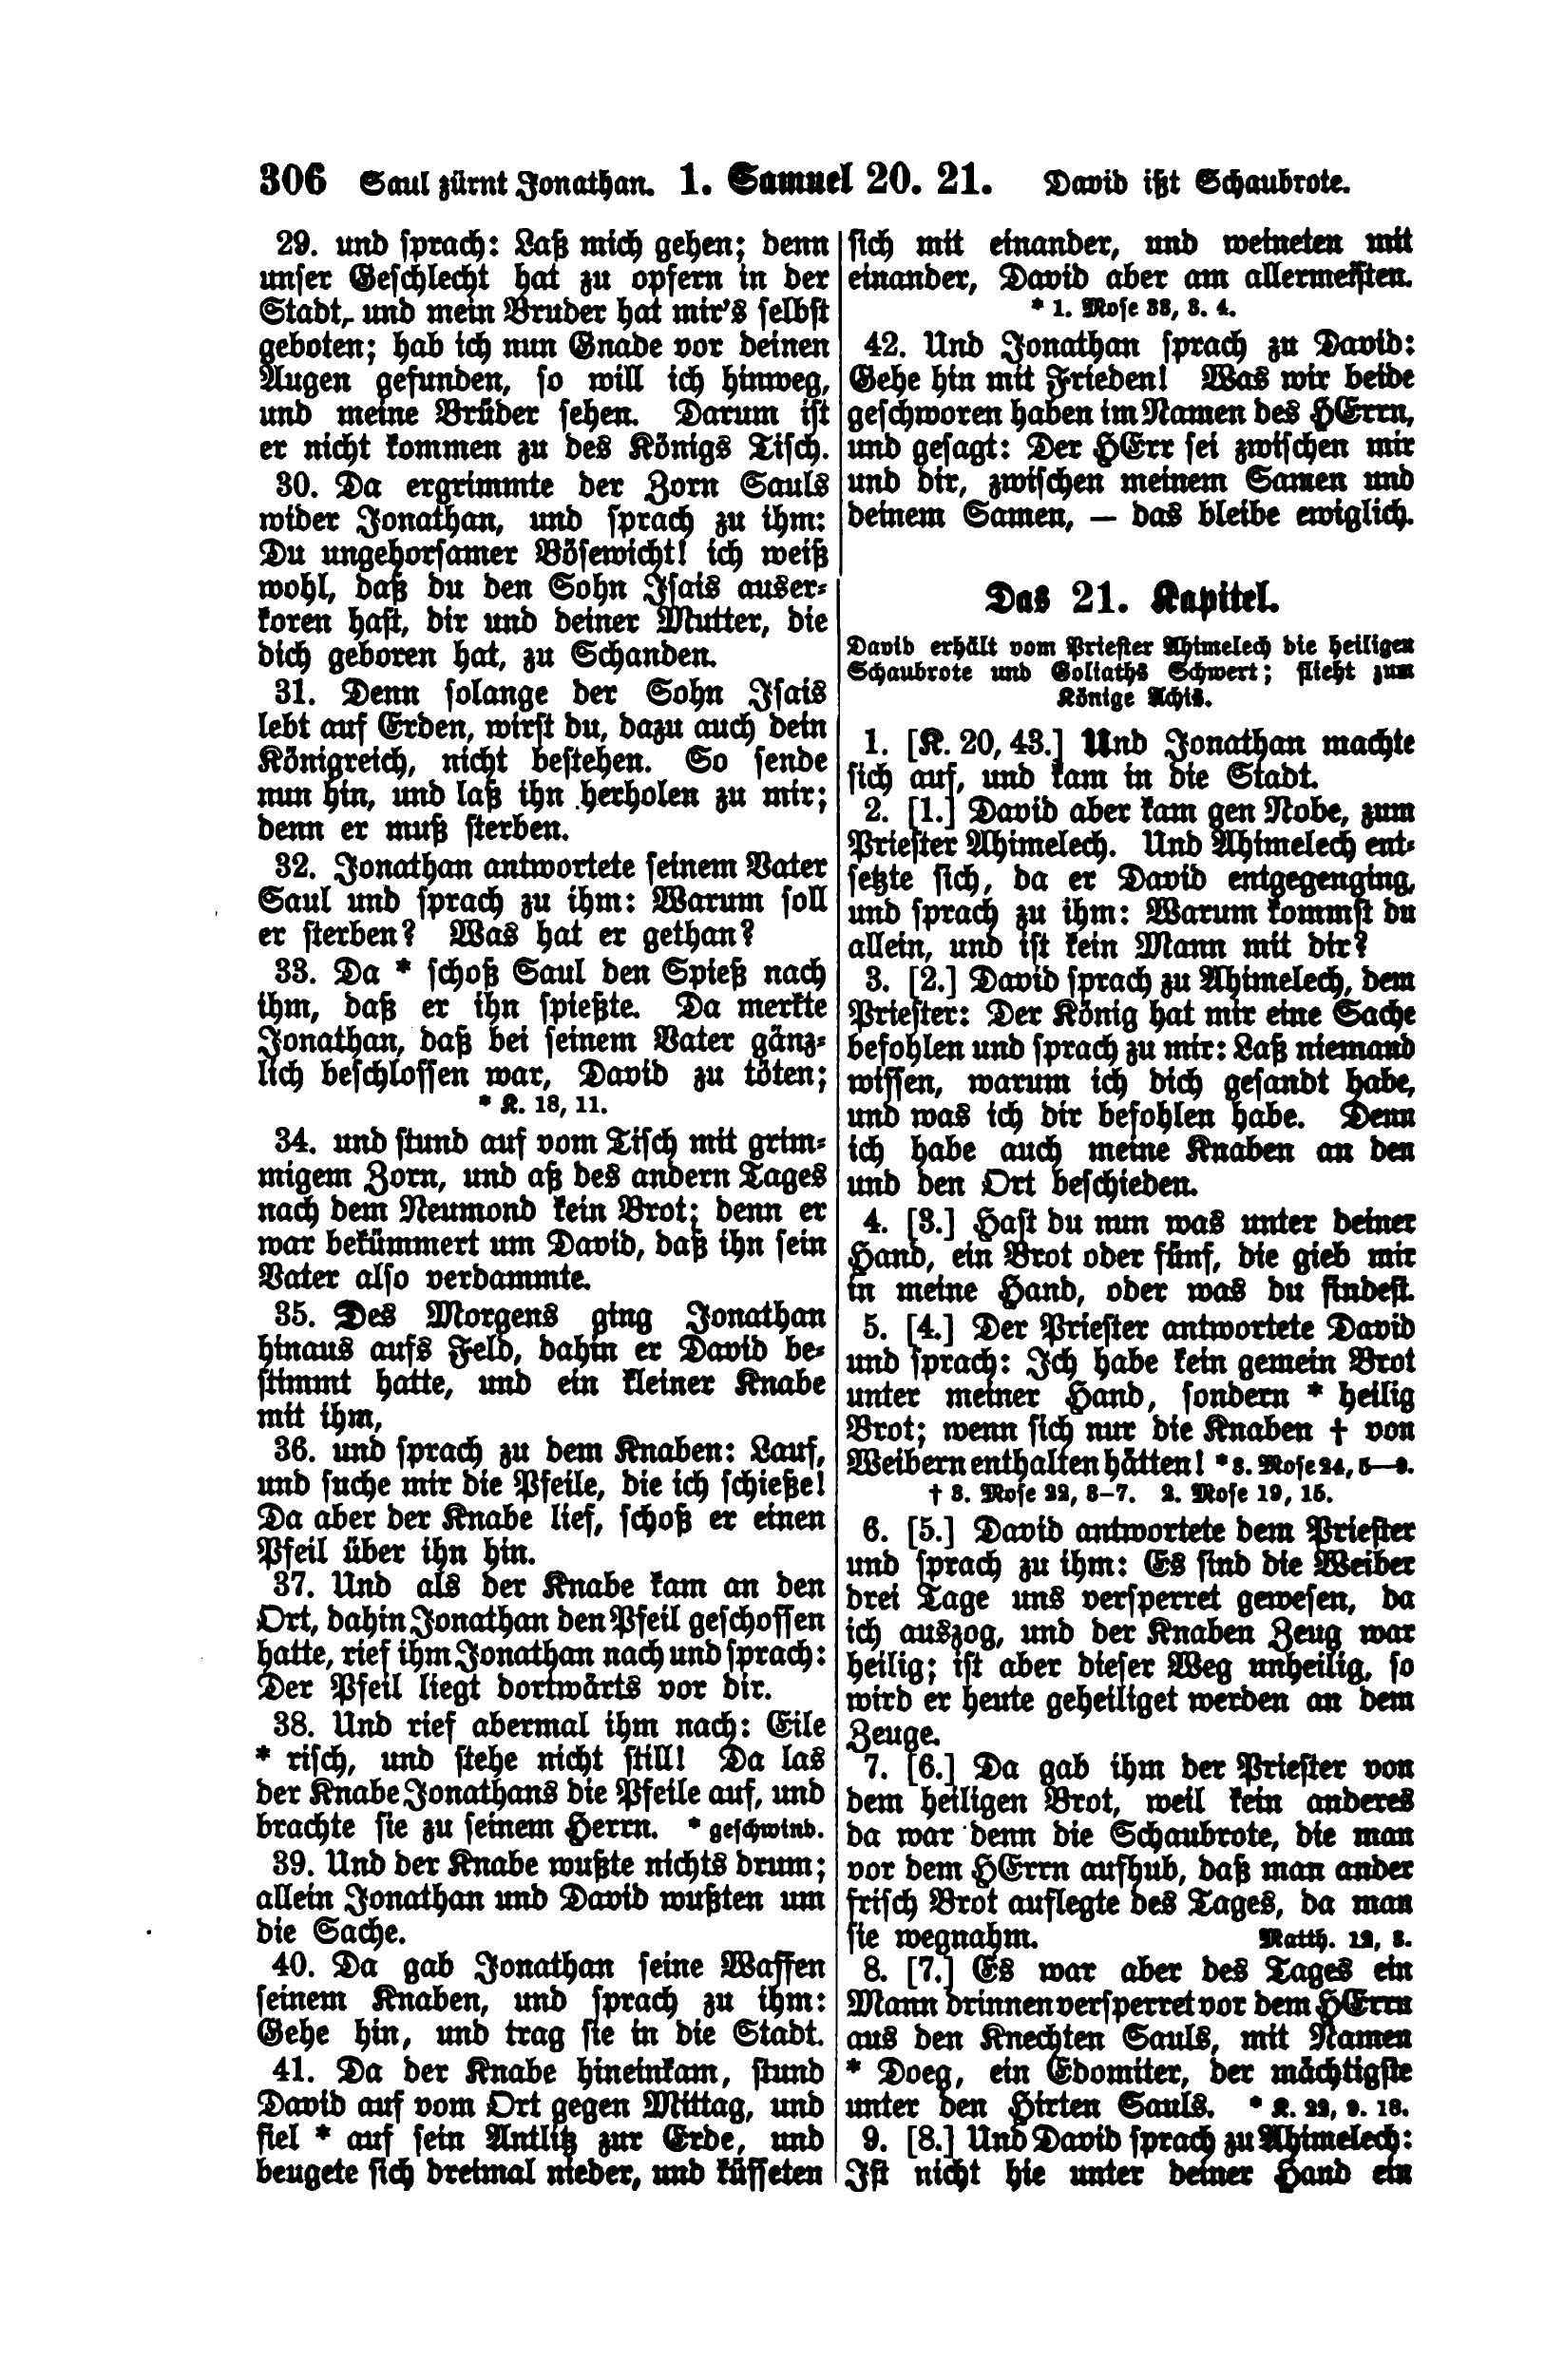 306 Saul zürnt Jonathan. 1. Samuel 20. 21. David ißt Schaubrote.
29. und sprach: Laß mich gehen; denn
unser Geschlecht hat zu opfern in der
Stadt, und mein Bruder hat mir's selbst
geboten; hab ich nun Gnade vor deinen
Augen gefunden, so will ich hinweg,
und meine Brüder sehen. Darum ist
er nicht kommen zu des Königs Tisch.
30. Da ergrimmte der Zorn Sauls
wider Jonathan, und sprach zu ihm:
Du ungehorsamer Bösewicht! ich weiß
wohl, daß du den Sohn Isais auser-
koren hast, dir und deiner Mutter, die
dich geboren hat, zu Schanden.
31. Denn solange der Sohn Isais
lebt auf Erden, wirst du, dazu auch dein
Königreich, nicht bestehen. So sende
nun hin, und laß ihn herholen zu mir;
denn er muß sterben.
32. Jonathan antwortete seinem Vater
Saul und sprach zu ihm: Warum soll
er sterben? Was hat er gethan?
33. Da * schoß Saul den Spieß nach
ihm, daß er ihn spießte. Da merkte
Jonathan, daß bei seinem Vater gänz-
lich beschlossen war, David zu töten;
* K. 18, 11.
34. und stund auf vom Tisch mit grim-
migem Zorn, und aß des andern Tages
nach dem Neumond kein Brot; denn er
war bekümmert um David, daß ihn sein
Vater also verdammte.
35. Des Morgens ging Jonathan
hinaus aufs Feld, dahin er David be-
stimmt hatte, und ein kleiner Knabe
mit ihm,
36. und sprach zu dem Knaben: Lauf,
und suche mir die Pfeile, die ich schieße!
Da aber der Knabe lief, schoß er einen
Pfeil über ihn hin.
37. Und als der Knabe kam an den
Ort, dahin Jonathan den Pfeil geschossen
hatte, rief ihm Jonathan nach und sprach:
Der Pfeil liegt dortwärts vor dir.
38. Und rief abermal ihm nach: Eile
* risch, und stehe nicht still! Da las
der Knabe Jonathans die Pfeile auf, und
brachte sie zu seinem Herrn. * geschwind.
39. Und der Knabe wußte nichts drum;
allein Jonathan und David wußten um
die Sache.
40. Da gab Jonathan seine Waffen
seinem Knaben, und sprach zu ihm:
Gehe hin, und trag sie in die Stadt.
41. Da der Knabe hineinkam, stund
David auf vom Ort gegen Mittag, und
fiel * auf sein Antlitz zur Erde, und
beugete sich dreimal nieder, und küsseten
sich mit einander, und weineten mit
einander, David aber am allermeisten.
* 1. Mose 33, 3. 4.
42. Und Jonathan sprach zu David:
Gehe hin mit Frieden! Was wir beide
geschworen haben im Namen des HErrn,
und gesagt: Der HErr sei zwischen mir
und dir, zwischen meinem Samen und
deinem Samen, – das bleibe ewiglich.
Das 21. Kapitel.
David erhält vom Priester Ahimelech die heiligen
Schaubrote und Goliaths Schwert; flieht zum
Könige Achis.
1. [K. 20, 43.] Und Jonathan machte
sich auf, und kam in die Stadt.
2. [1.] David aber kam gen Nobe, zum
Priester Ahimelech. Und Ahimelech ent-
setzte sich, da er David entgegenging,
und sprach zu ihm: Warum kommst du
allein, und ist kein Mann mit dir?
3. [2.] David sprach zu Ahimelech, dem
Priester: Der König hat mir eine Sache
befohlen und sprach zu mir: Laß niemand
wissen, warum ich dich gesandt habe,
und was ich dir befohlen habe. Denn
ich habe auch meine Knaben an den
und den Ort beschieden.
4. [3.] Hast du nun was unter deiner
Hand, ein Brot oder fünf, die gieb mir
in meine Hand, oder was du findest.
5. [4.] Der Priester antwortete David
und sprach: Ich habe kein gemein Brot
unter meiner Hand, sondern * heilig
Brot; wenn sich nur die Knaben † von
Weibern enthalten hätten! * 3. Mose 24, 5–9.
† 3. Mose 22, 3–7. 2. Mose 19, 15.
6. [5.] David antwortete dem Priester
und sprach zu ihm: Es sind die Weiber
drei Tage uns versperret gewesen, da
ich auszog, und der Knaben Zeug war
heilig; ist aber dieser Weg unheilig, so
wird er heute geheiliget werden an dem
Zeuge.
7. [6.] Da gab ihm der Priester von
dem heiligen Brot, weil kein anderes
da war denn die Schaubrote, die man
vor dem HErrn aufhub, daß man ander
frisch Brot auflegte des Tages, da man
sie wegnahm. Matth. 12, 3.
8. [7.] Es war aber des Tages ein
Mann drinnen versperret vor dem HErrn
aus den Knechten Sauls, mit Namen
* Doeg, ein Edomiter, der mächtigste
unter den Hirten Sauls. * K. 22, 9. 18.
9. [8.] Und David sprach zu Ahimelech:
Ist nicht hie unter deiner Hand ein